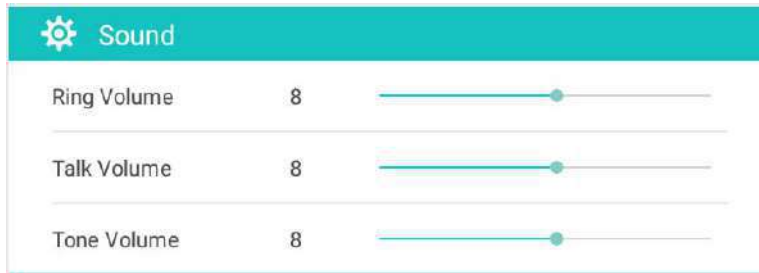 Sound
Ring Volume 8
Talk Volume 8
Tone Volume 8